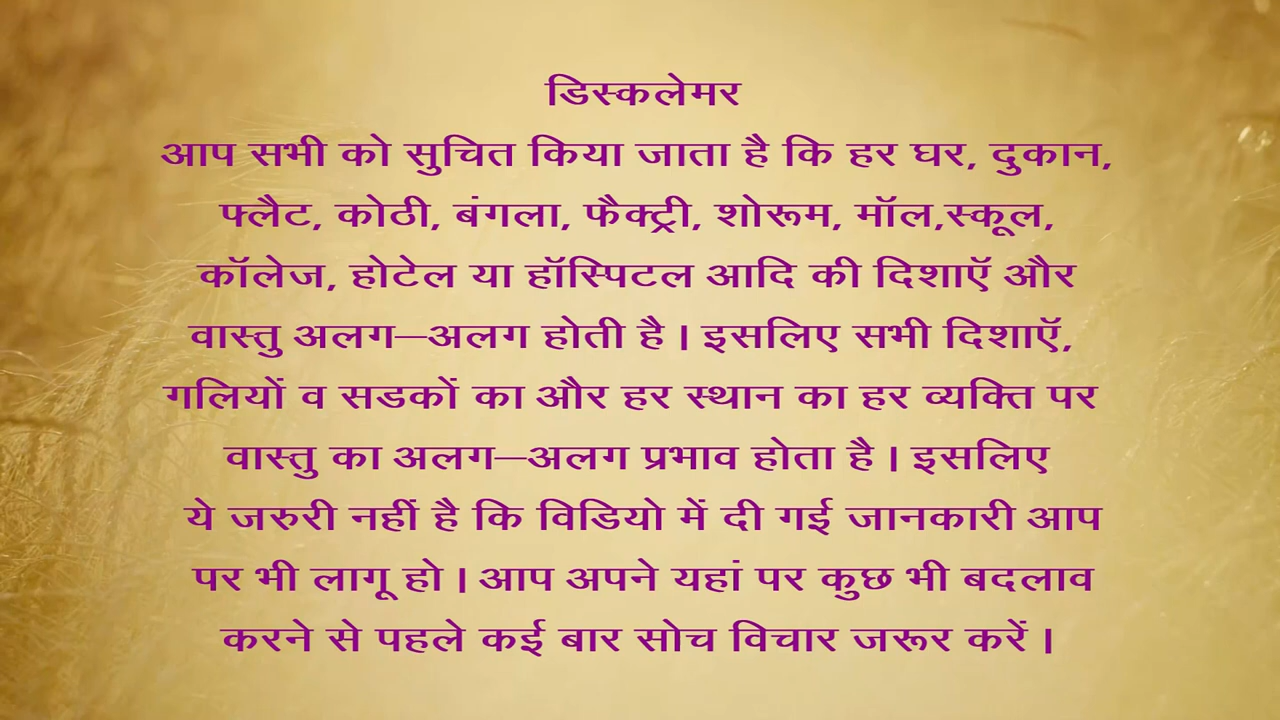 डिस्कलेमर
आप सभी को सुचित किया जाता है कि हर घर, दुकान,
फ्लैट, कोठी, बंगला, फैक्ट्री, शोरूम, मॉल,स्कूल,
कॉलेज, होटेल या हॉस्पिटल आदि की दिशाऍ और
वास्तु अलग—अलग होती है। इसलिए सभी दिशाऍ,
गलियों व सडकों का और हर स्थान का हर व्यक्ति पर
वास्तु का अलग—अलग प्रभाव होता है। इसलिए
ये जरुरी नहीं है कि विडियो में दी गई जानकारी आप
पर भी लागू हो। आप अपने यहां पर कुछ भी बदलाव
करने से पहले कई बार सोच विचार जरूर करें।